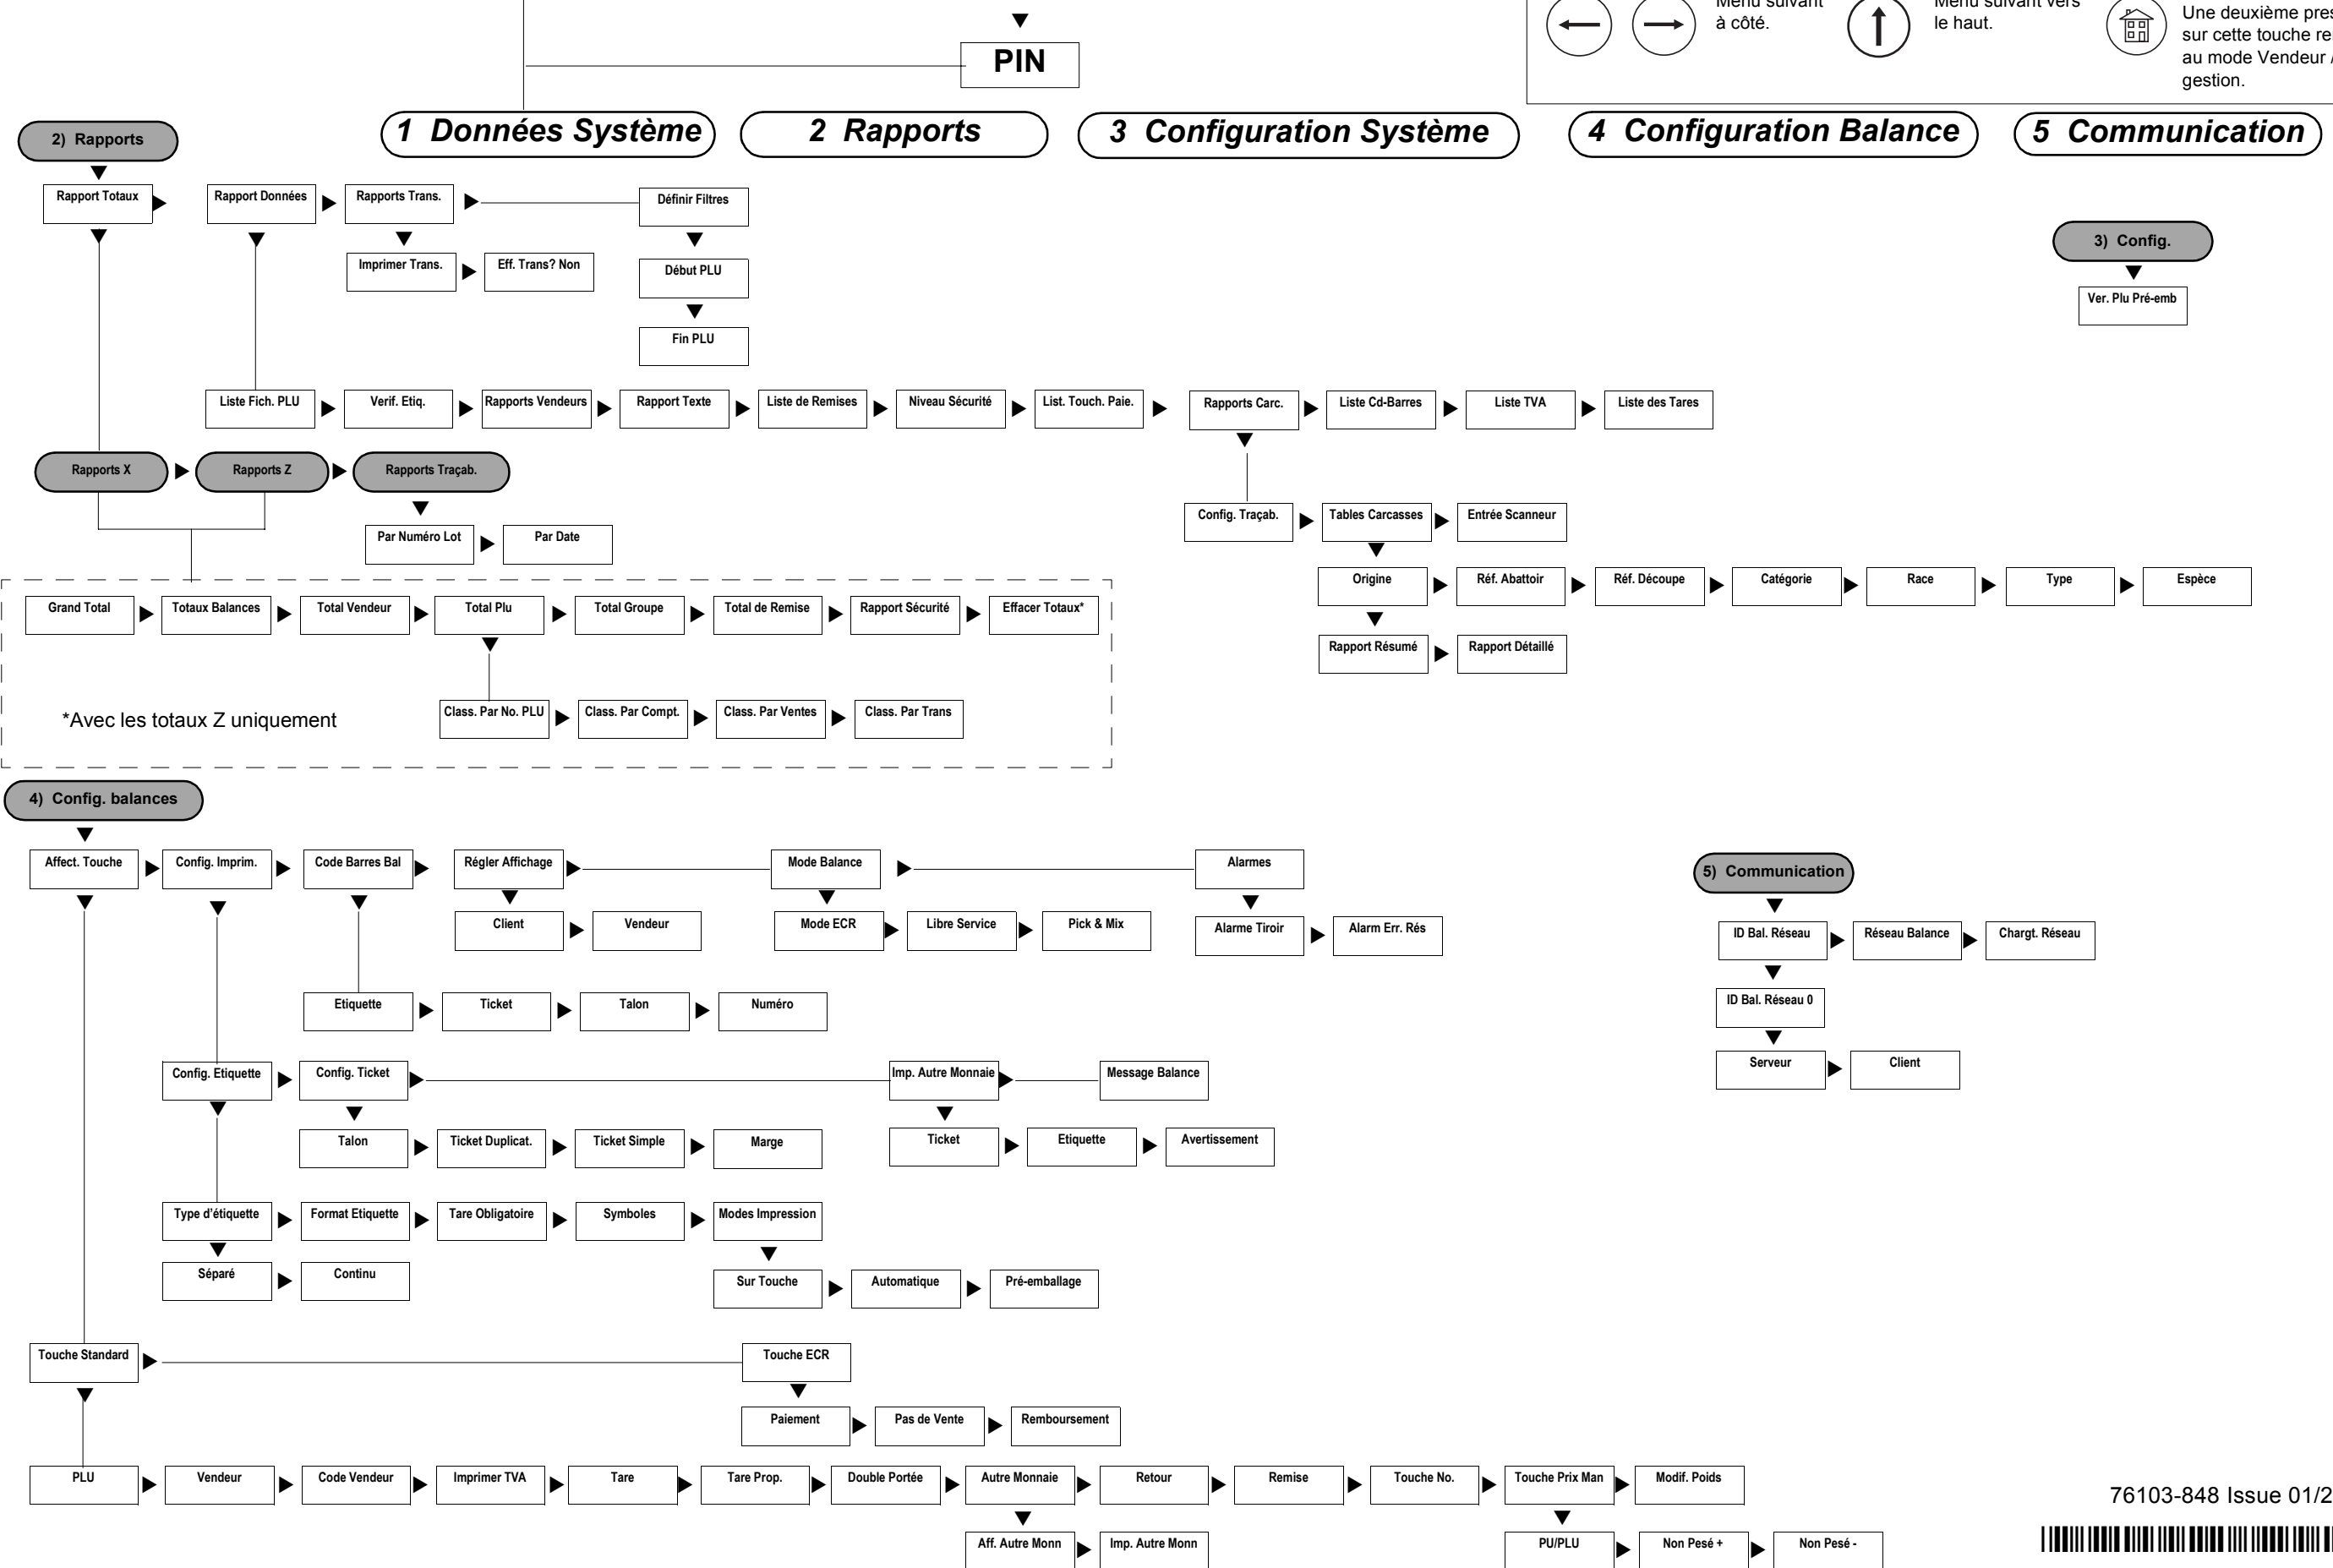 Menu suivant
à côté.
Menu suivant vers
le haut.
Une deuxième
sur cette touche
au mode Vendeur
gestion.
PIN
1 Données Système
2 Rapports
3 Configuration Système
4 Configuration Balance
5 Communication
2) Rapports
Rapport Totaux
Rapport Données
Rapports Trans.
Définir Filtres
Imprimer Trans.
Eff. Trans? Non
Début PLU
Fin PLU
3) Config.
Ver. Plu Pré-emb
Liste Fich. PLU
Verif. Etiq.
Rapports Vendeurs
Rapport Texte
Liste de Remises
Niveau Sécurité
List. Touch. Paie.
Rapports Carc.
Liste Cd-Barres
Liste TVA
Liste des Tares
Rapports X
Rapports Z
Rapports Traçab.
Par Numéro Lot
Par Date
Config. Traçab.
Tables Carcasses
Entrée Scanneur
Origine
Réf. Abattoir
Réf. Découpe
Catégorie
Race
Type
Espèce
Rapport Résumé
Rapport Détaillé
Grand Total
Totaux Balances
Total Vendeur
Total Plu
Total Groupe
Total de Remise
Rapport Sécurité
Effacer Totaux*
Class. Par No. PLU
Class. Par Compt.
Class. Par Ventes
Class. Par Trans
*Avec les totaux Z uniquement
4) Config. balances
Affect. Touche
Config. Imprim.
Code Barres Bal
Régler Affichage
Mode Balance
Alarmes
Client
Vendeur
Mode ECR
Libre Service
Pick & Mix
Alarme Tiroir
Alarm Err. Rés
5) Communication
ID Bal. Réseau
Réseau Balance
Chargt. Réseau
ID Bal. Réseau 0
Serveur
Client
Etiquette
Ticket
Talon
Numéro
Config. Etiquette
Config. Ticket
Imp. Autre Monnaie
Message Balance
Talon
Ticket Duplicat.
Ticket Simple
Marge
Ticket
Etiquette
Avertissement
Type d’étiquette
Format Etiquette
Tare Obligatoire
Symboles
Modes Impression
Séparé
Continu
Sur Touche
Automatique
Pré-emballage
Touche Standard
Touche ECR
Paiement
Pas de Vente
Remboursement
PLU
Vendeur
Code Vendeur
Imprimer TVA
Tare
Tare Prop.
Double Portée
Autre Monnaie
Retour
Remise
Touche No.
Touche Prix Man
Modif. Poids
Aff. Autre Monn
Imp. Autre Monn
PU/PLU
Non Pesé +
Non Pesé -
76103-848 Issue 01/2